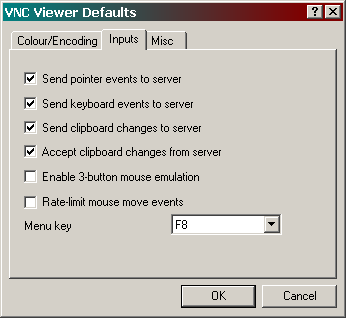 VNC Viewer Defaults
Colour/Encoding Inputs Misc
Send pointer events to server
Send keyboard events to server
Send clipboard changes to server
Accept clipboard changes from server
Enable 3-button mouse emulation
Rate-limit mouse move events
Menu key F8
OK Cancel